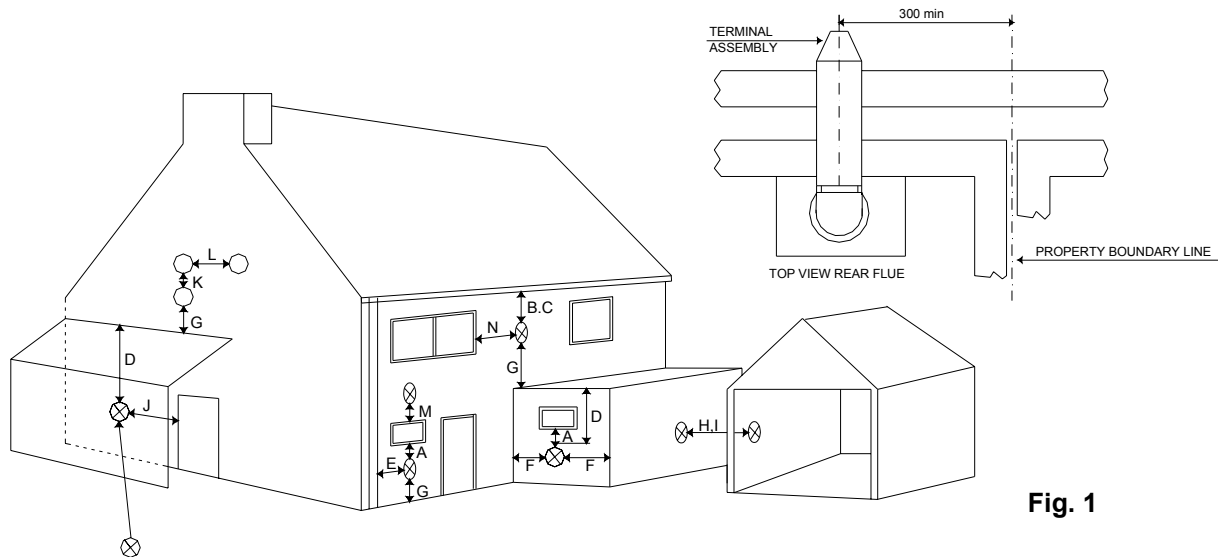 300 min
TERMINAL
ASSEMBLY
PROPERTY BOUNDARY LINE
TOP VIEW REAR FLUE
L
K
G
D
J
B.C
N
G
M
A
E
G
D
A
F
F
H,I
Fig. 1